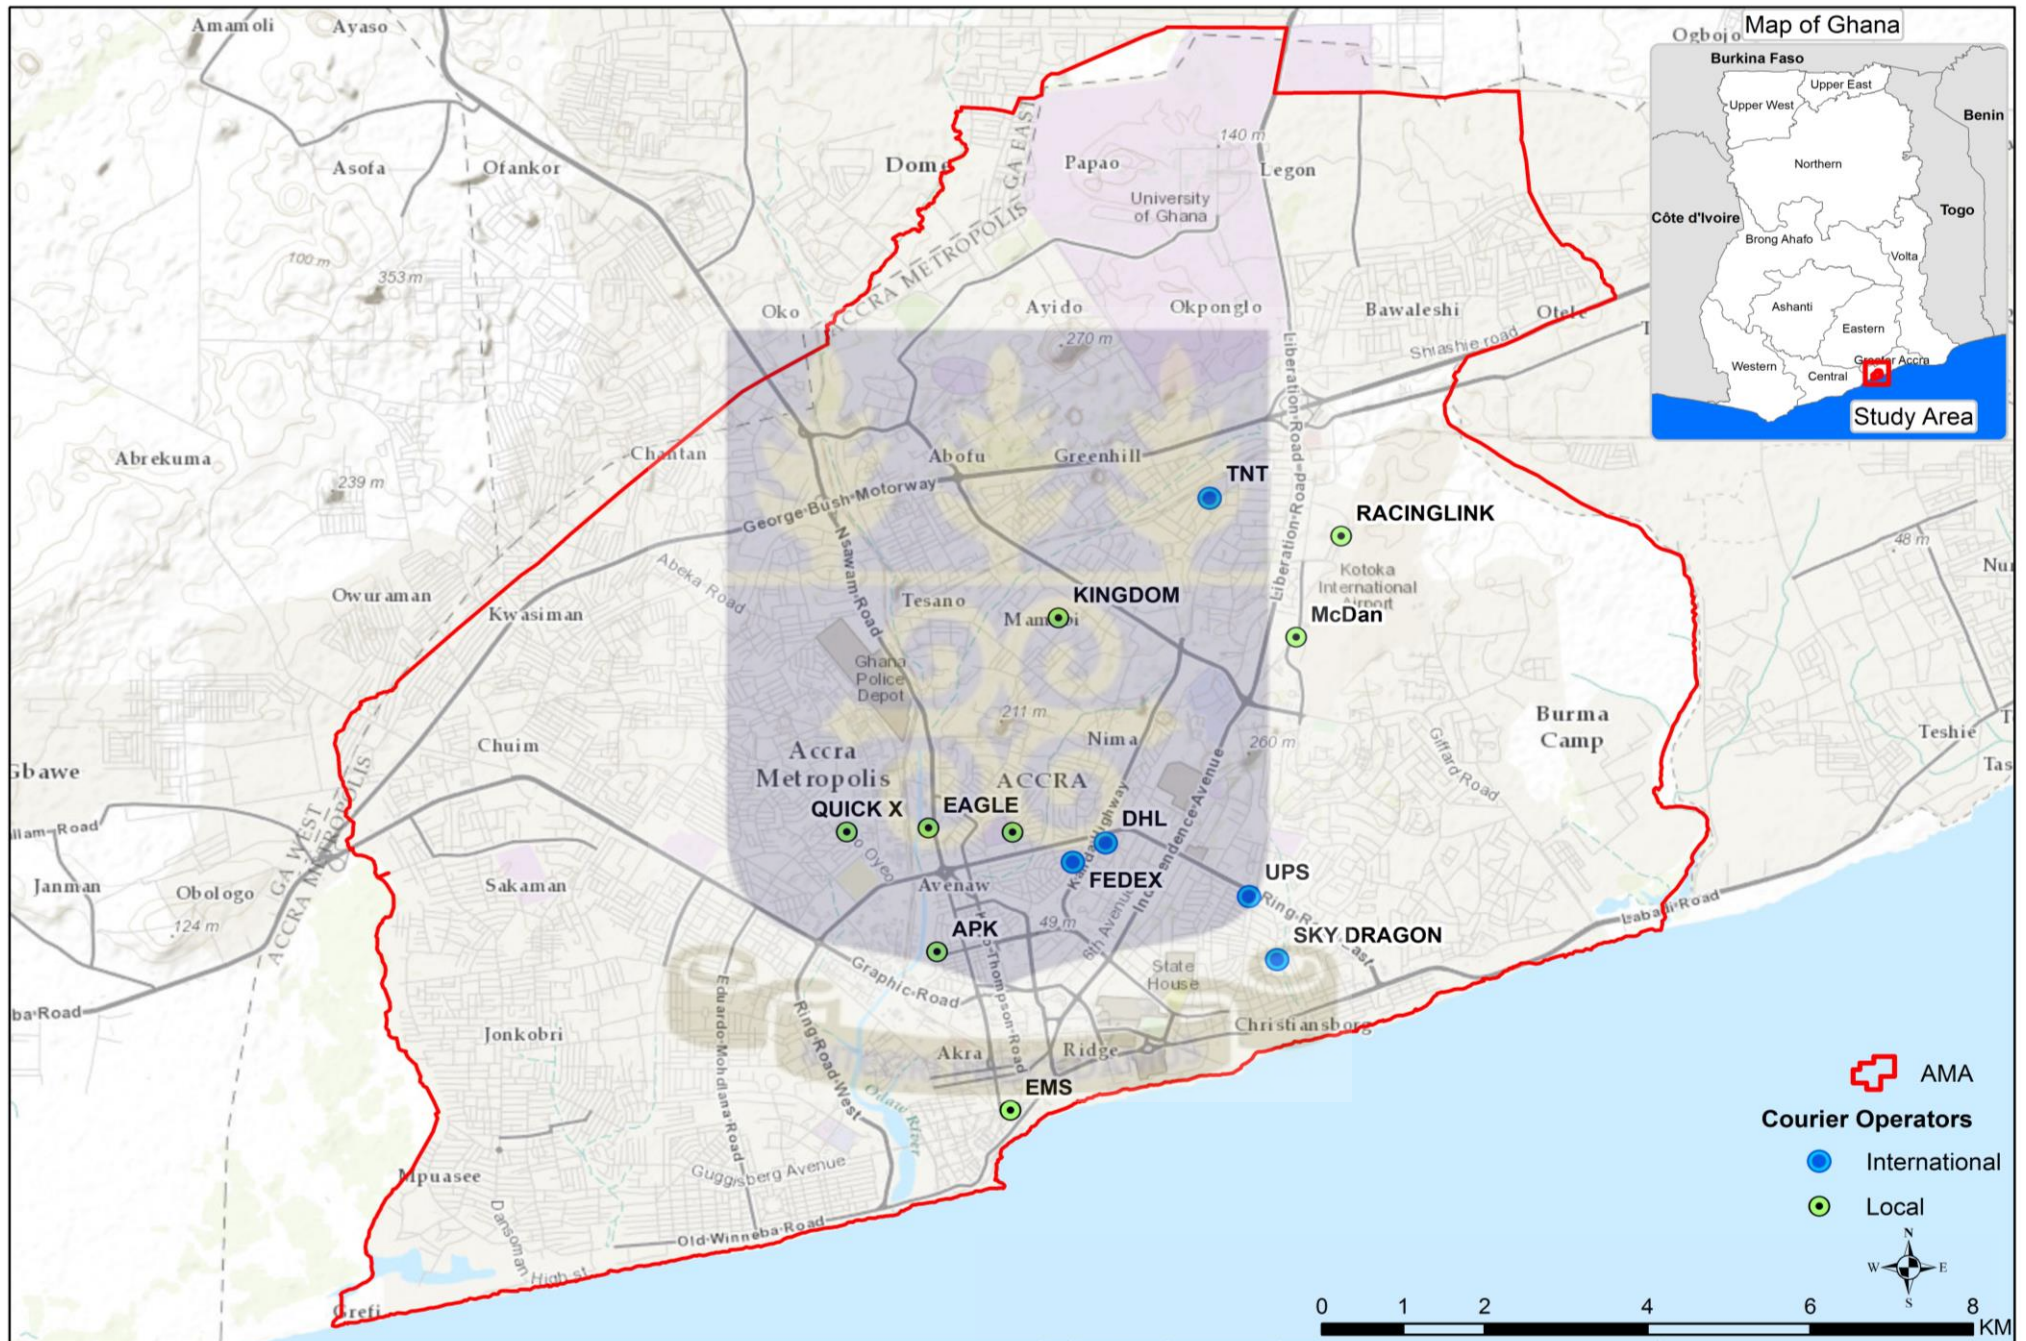 Amamoli
Ayaso
Ogbojo
Map of Ghana
Burkina Faso
Upper East
Upper West
Benin
Northern
Côte d'Ivoire
Togo
Brong Ahafo
Volta
Ashanti
Eastern
Greater Accra
Western
Central
Study Area
140 m
Asofa
Ofankor
Dome
GA EAST
Papao
Legon
University
of Ghana
ACCRA METROPOLIS
100 m
353 m
Oko
Ayido
Okponglo
Bawaleshi
Otele
270 m
Shiashie road
Liberation Road
Abrekuma
Chantan
Abofu
Greenhill
239 m
TNT
George Bush Motorway
RACINGLINK
Nsawam Road
Liberation Road
48 m
Abeka Road
Kotoka
International
Airport
Owuraman
Kwasiman
Tesano
KINGDOM
McDan
Ghana
Police
Depot
211 m
Nima
260 m
Burma
Camp
Giffard Road
Teshie
Chuim
Gbawe
Accra
Metropolis
ACCRA
Independence Avenue
QUICK X
EAGLE
DHL
FEDEX
UPS
Ring Road East
GA WEST
ACCRA METROPOLIS
Janman
Obologo
124 m
Sakaman
Avenaw
49 m
6th Avenue
APK
SKY DRAGON
Labadi Road
Graphic Road
State
House
Christiansborg
Jonkobri
Ring Road West
Akra
Ridge
EMS
Odaw River
Mpuasee
Guggisberg Avenue
Dansoman High st
Old Winneba Road
Grefi
AMA
Courier Operators
International
Local
N
W E
S
0 1 2 4 6 8
KM